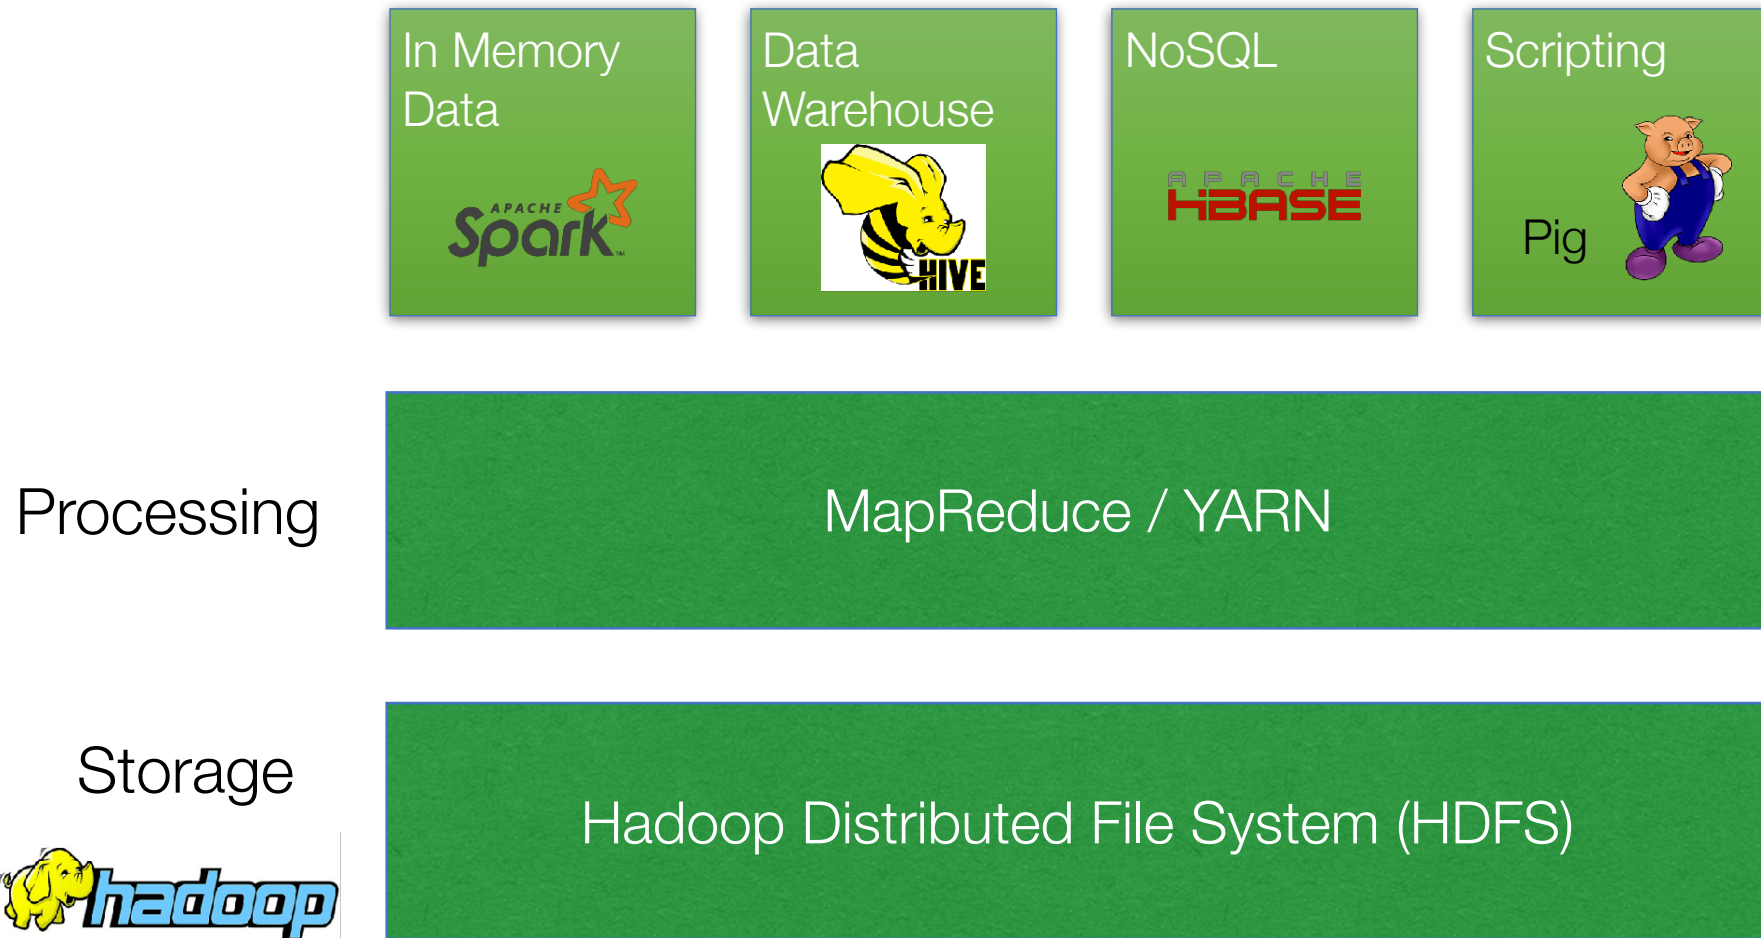 In Memory
Data
APACHE
Spark™
Data
Warehouse
HIVE
NoSQL
APACHE
HBASE
Scripting
Pig
Processing
MapReduce / YARN
Storage
Hadoop Distributed File System (HDFS)
hadoop